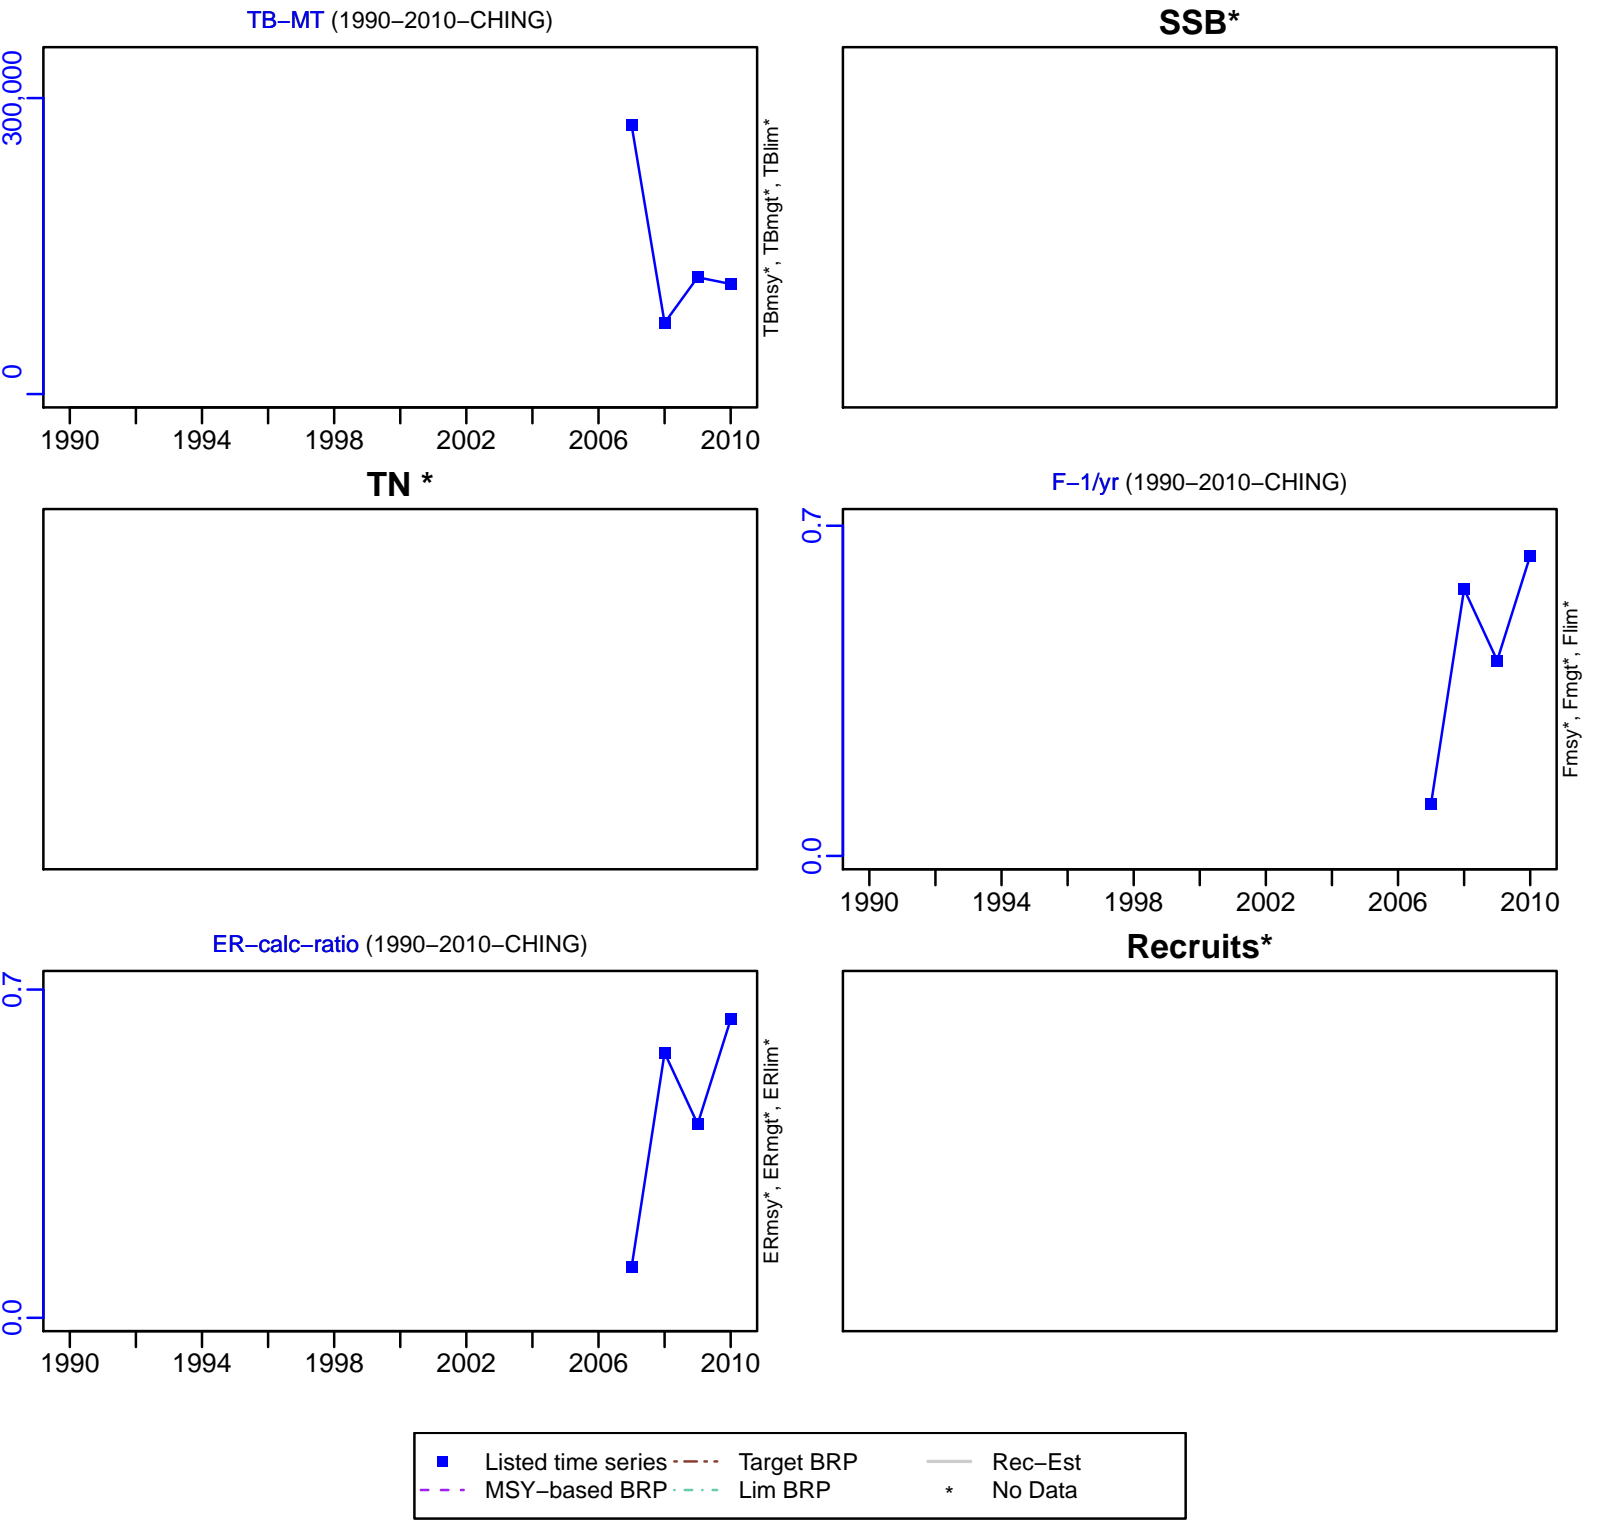 TB−MT (1990−2010−CHING)
300,000
0
TBmsy*, TBmgt*, TBlim*
1990 1994 1998 2002 2006 2010
SSB*
TN *
F−1/yr (1990−2010−CHING)
0.7
0.0
Fmsy*, Fmgt*, Flim*
1990 1994 1998 2002 2006 2010
ER−calc−ratio (1990−2010−CHING)
0.7
0.0
ERmsy*, ERmgt*, ERlim*
1990 1994 1998 2002 2006 2010
Recruits*
Listed time series Target BRP Rec−Est
MSY−based BRP Lim BRP * No Data